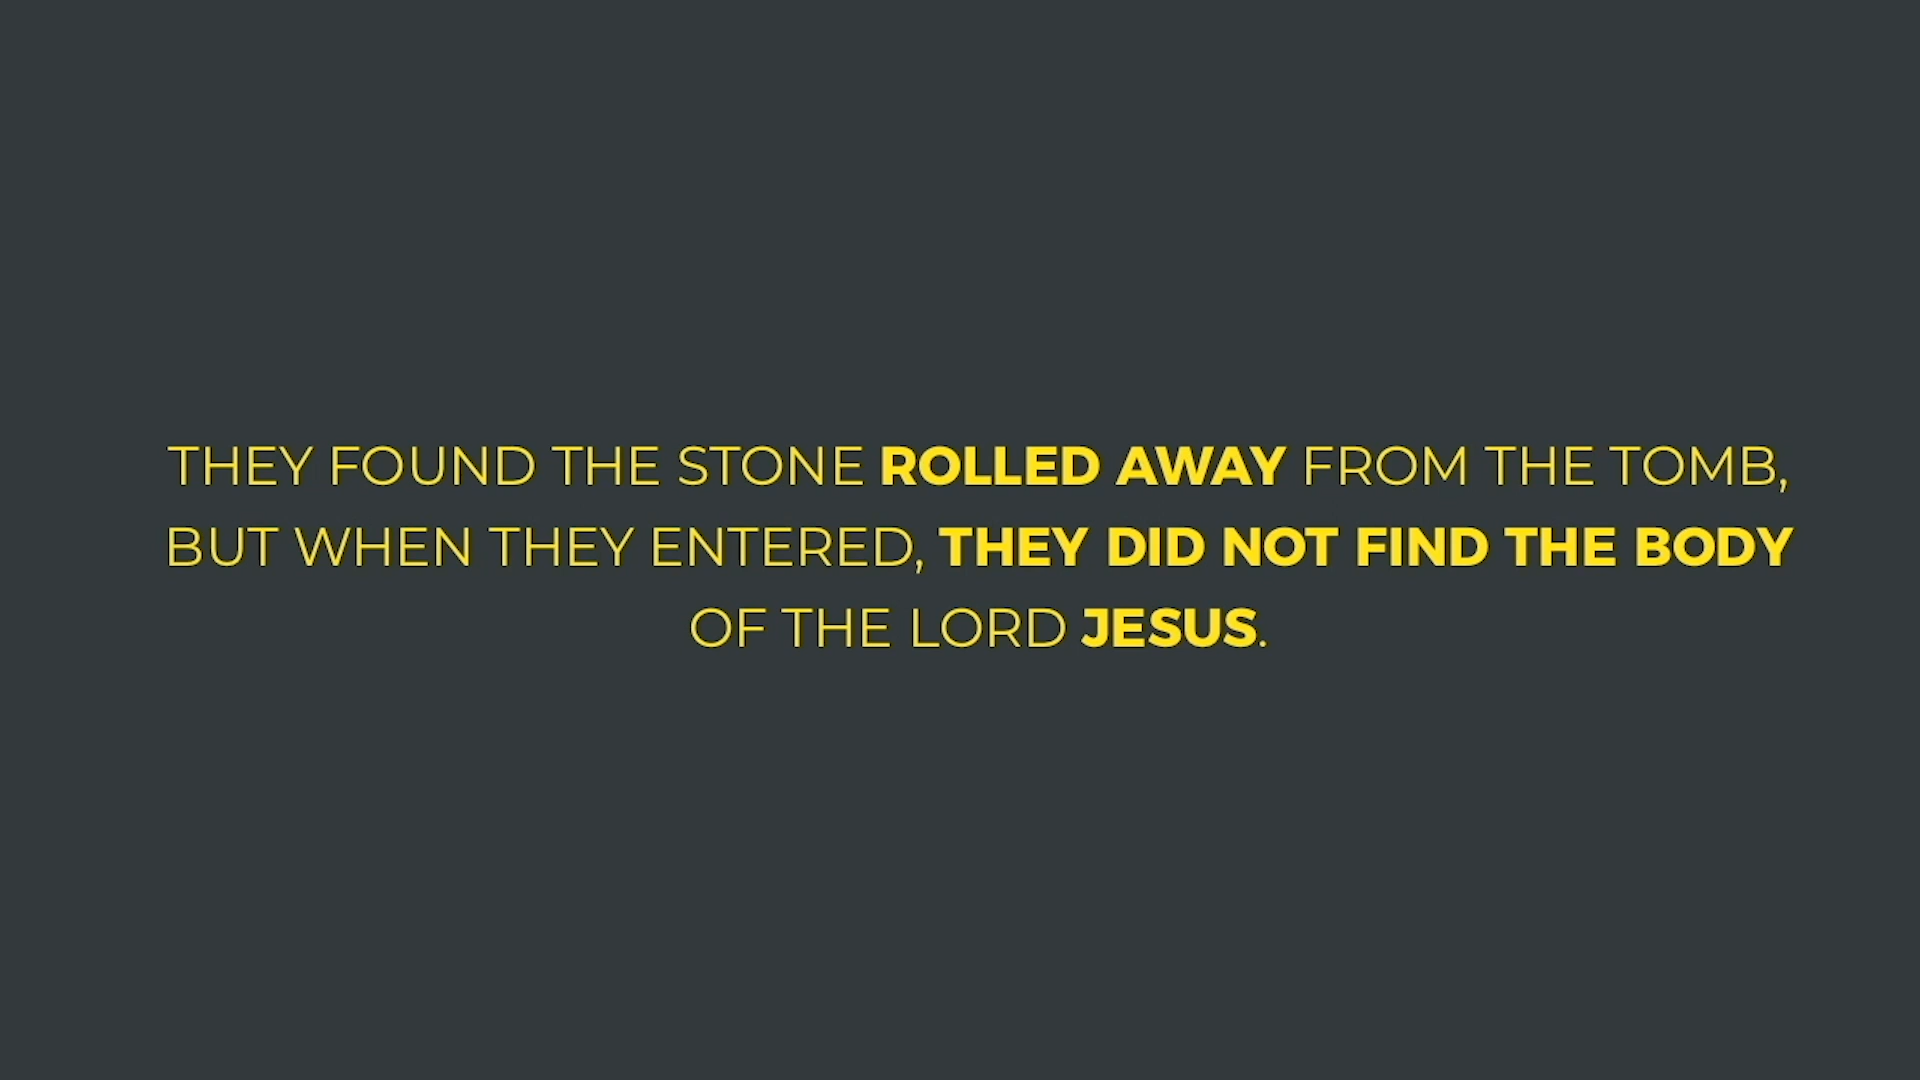 THEY FOUND THE STONE ROLLED AWAY FROM THE TOMB,
BUT WHEN THEY ENTERED, THEY DID NOT FIND THE BODY
OF THE LORD JESUS.